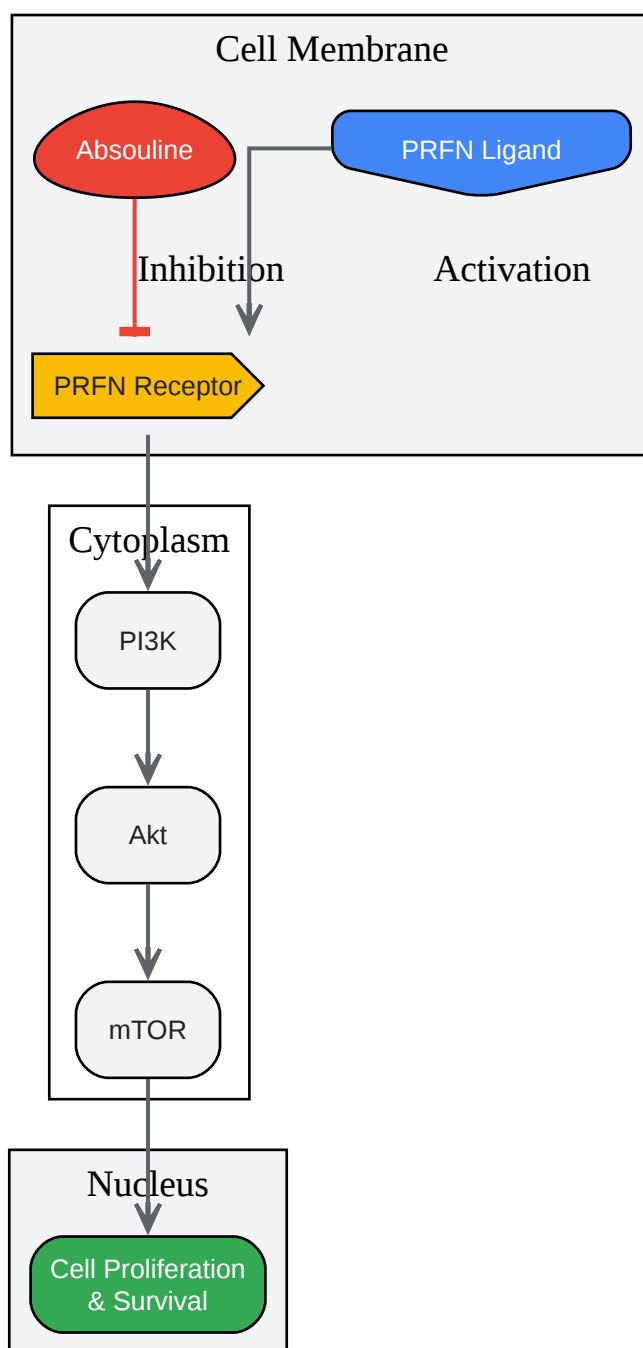 Cell Membrane
Absouline
PRFN Ligand
Inhibition
Activation
PRFN Receptor
Cytoplasm
PI3K
Akt
mTOR
Nucleus
Cell Proliferation
& Survival